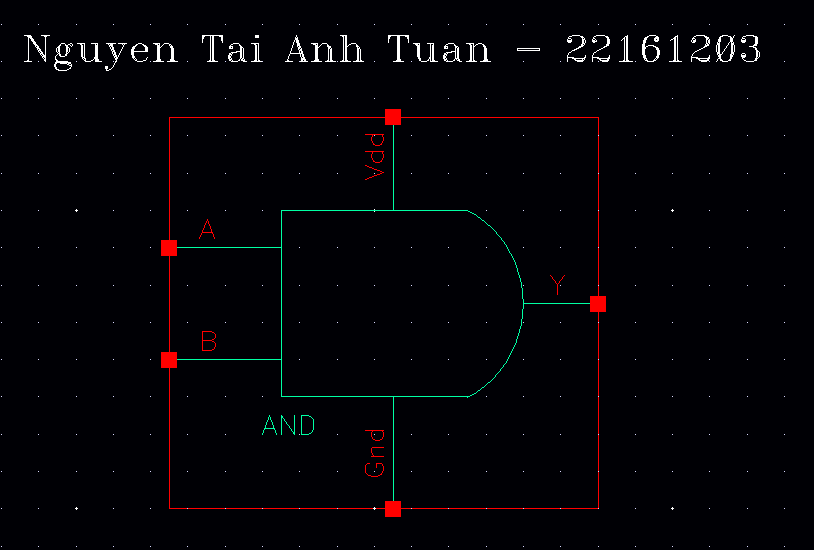 Nguyen Tai Anh Tuan - 22161203
Vdd
A
Y
B
AND
Gnd